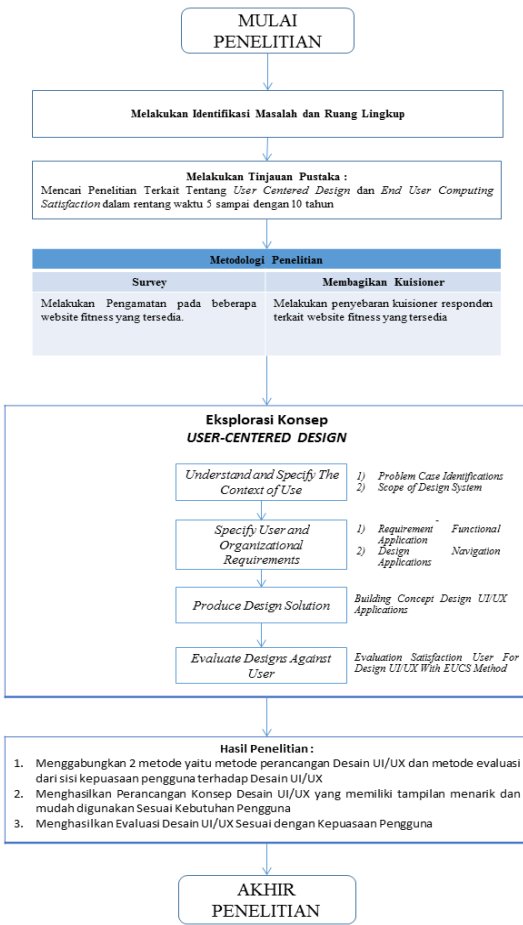 MULAI
PENELITIAN
Melakukan Identifikasi Masalah dan Ruang Lingkup
Melakukan Tinjauan Pustaka :
Mencari Penelitian Terkait Tentang User Centered Design dan End User Computing
Satisfaction dalam rentang waktu 5 sampai dengan 10 tahun
Metodologi Penelitian
Survey
Melakukan Pengamatan pada beberapa
website fitness yang tersedia.
Membagikan Kuisioner
Melakukan penyebaran kuisioner responden
terkait website fitness yang tersedia
Eksplorasi Konsep
USER-CENTERED DESIGN
Understand and Specify The
Context of Use
1) Problem Case Identifications
2) Scope of Design System
Specify User and
Organizational
Requirements
1) Requirement Functional
Application
2) Design Navigation
Applications
Produce Design Solution
Building Concept Design UI/UX
Applications
Evaluate Designs Against
User
Evaluation Satisfaction User For
Design UI/UX With EUCS Method
Hasil Penelitian :
1. Menggabungkan 2 metode yaitu metode perancangan Desain UI/UX dan metode evaluasi
dari sisi kepuasaan pengguna terhadap Desain UI/UX
2. Menghasilkan Perancangan Konsep Desain UI/UX yang memiliki tampilan menarik dan
mudah digunakan Sesuai Kebutuhan Pengguna
3. Menghasilkan Evaluasi Desain UI/UX Sesuai dengan Kepuasaan Pengguna
AKHIR
PENELITIAN